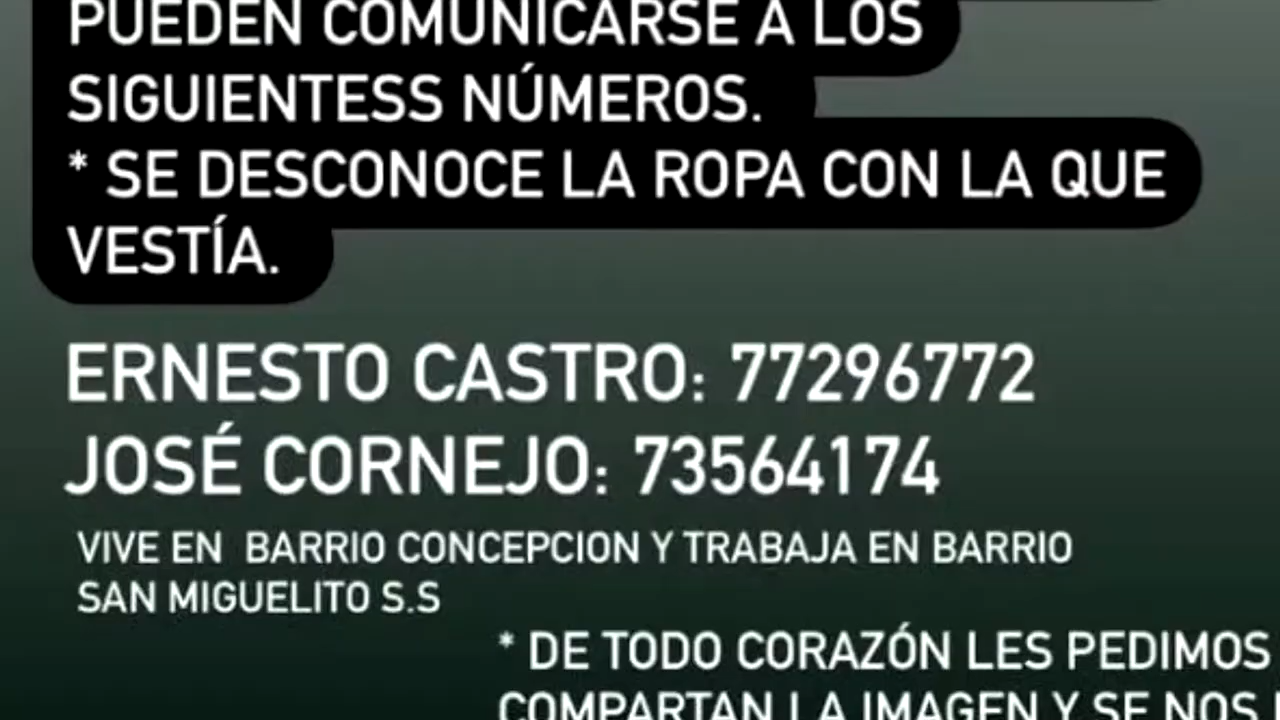 PUEDEN COMUNICARSE A LOS
SIGUIENTESS NÚMEROS.
* SE DESCONOCE LA ROPA CON LA QUE
VESTÍA.
ERNESTO CASTRO: 77296772
JOSÉ CORNEJO: 73564174
VIVE EN BARRIO CONCEPCION Y TRABAJA EN BARRIO
SAN MIGUELITO S.S
* DE TODO CORAZÓN LES PEDIMOS
COMPARTAN LA IMAGEN Y SE NOS